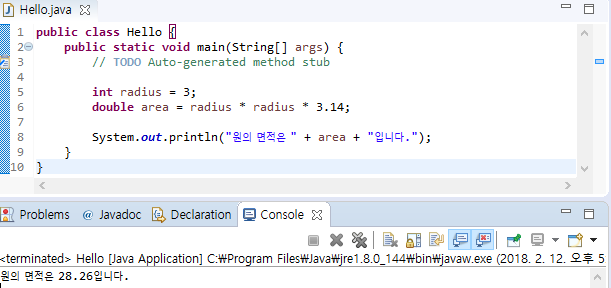 Hello.java
1 public class Hello {
2 public static void main(String[] args) {
3 // TODO Auto-generated method stub
4
5 int radius = 3;
6 double area = radius * radius * 3.14;
7
8 System.out.println("원의 면적은 " + area + "입니다.");
9 }
10 }
Problems @ Javadoc Declaration Console
<terminated> Hello [Java Application] C:₩Program Files₩Java₩jre1.8.0_144₩bin₩javaw.exe (2018. 2. 12. 오후 5
원의 면적은 28.26입니다.